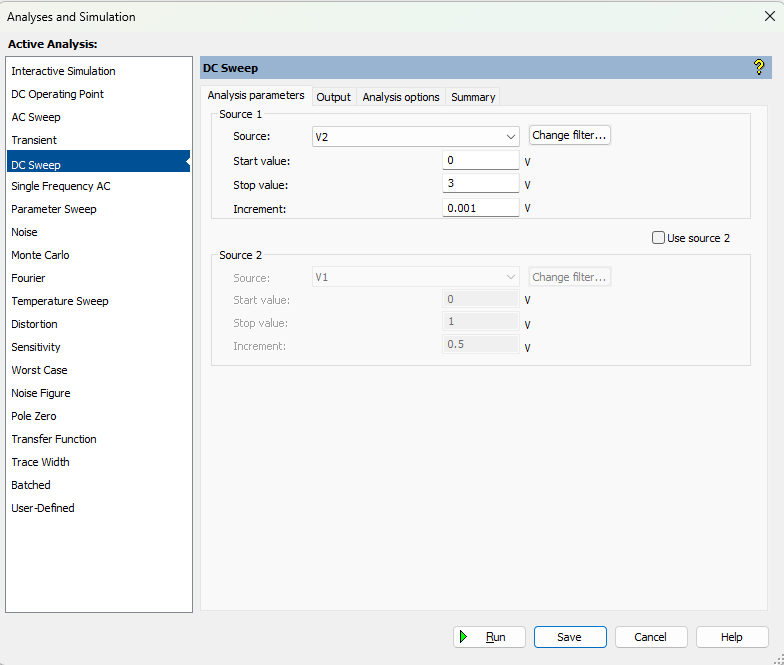 Analyses and Simulation
Active Analysis:
Interactive Simulation
DC Operating Point
AC Sweep
Transient
DC Sweep
Single Frequency AC
Parameter Sweep
Noise
Monte Carlo
Fourier
Temperature Sweep
Distortion
Sensitivity
Worst Case
Noise Figure
Pole Zero
Transfer Function
Trace Width
Batched
User-Defined
DC Sweep ?
Analysis parameters Output Analysis options Summary
Source 1
Source: V2 Change filter...
Start value: 0 V
Stop value: 3 V
Increment: 0.001 V
Use source 2
Source 2
Source: V1 Change filter...
Start value: 0 V
Stop value: 1 V
Increment: 0.5 V
Run Save Cancel Help